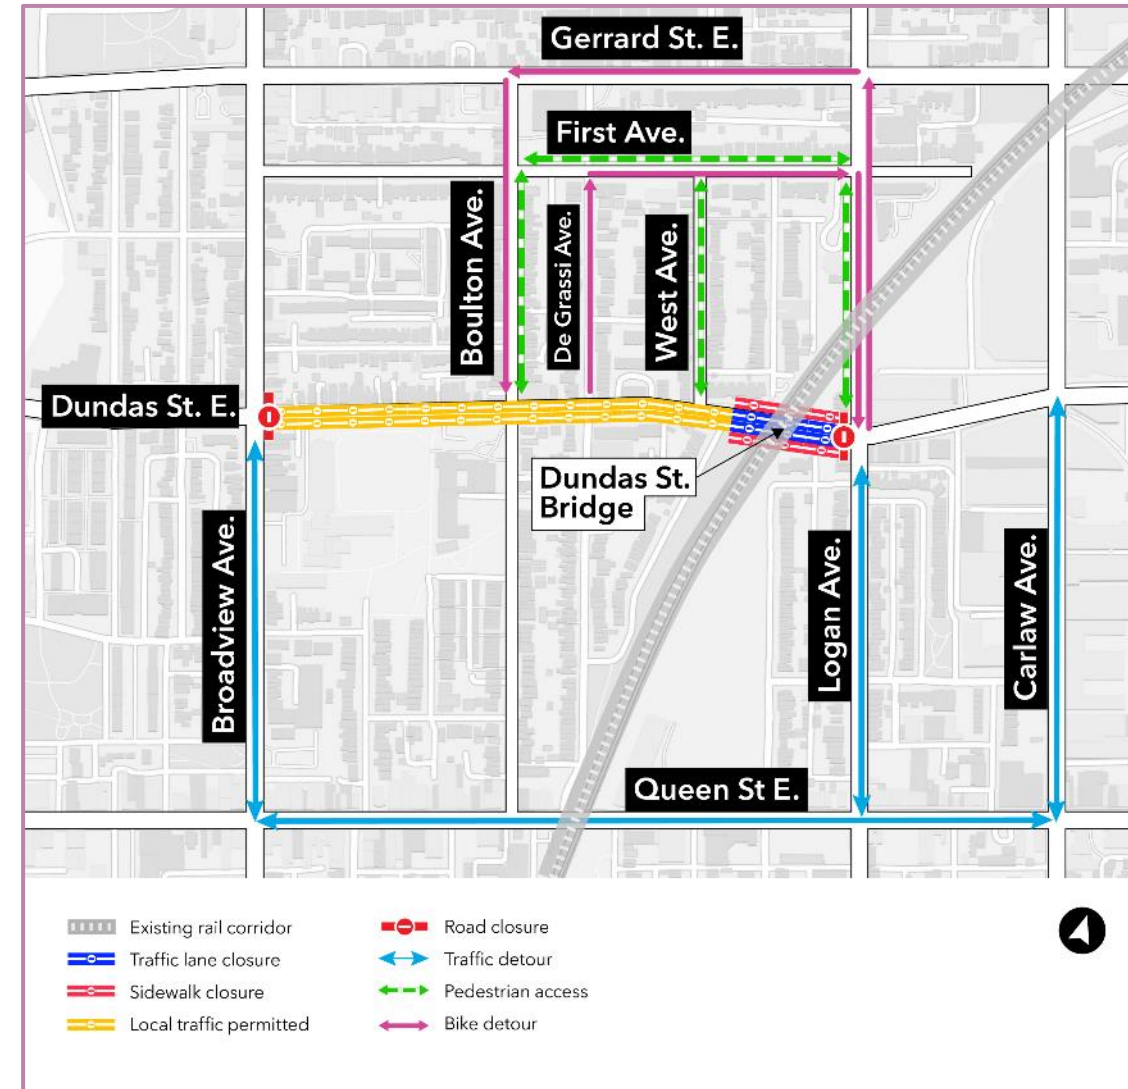 Gerrard St. E.
First Ave.
Boulton Ave.
De Grassi Ave.
West Ave.
Dundas St. E.
Dundas St.
Bridge
Broadview Ave.
Logan Ave.
Carlaw Ave.
Queen St E.
Existing rail corridor
Traffic lane closure
Sidewalk closure
Local traffic permitted
Road closure
Traffic detour
Pedestrian access
Bike detour